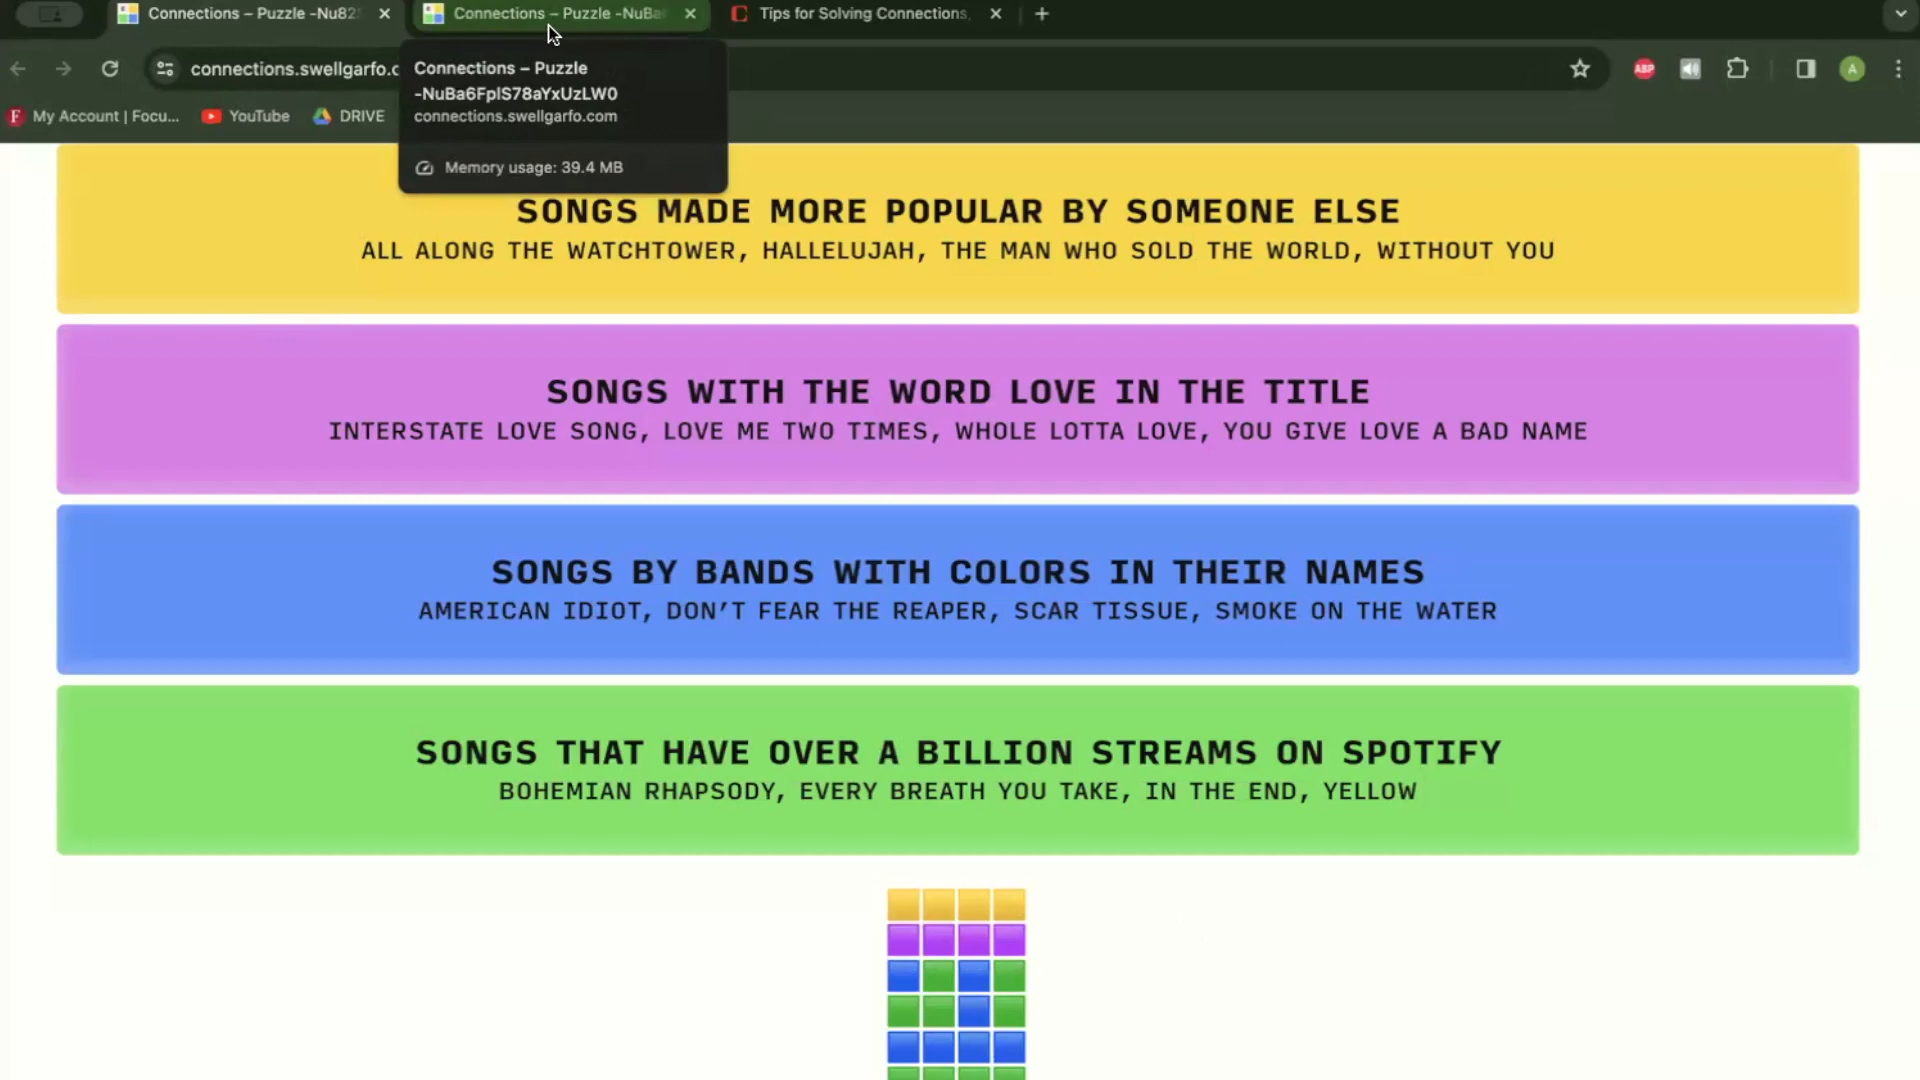 Connections – Puzzle -Nu82
Connections – Puzzle -NuBa
Tips for Solving Connections,
connections.swellgarfo.c
Connections – Puzzle
-NuBa6FplS78aYxUzLW0
connections.swellgarfo.com
Memory usage: 39.4 MB
ABP
A
F My Account | Focu...
YouTube
DRIVE
SONGS MADE MORE POPULAR BY SOMEONE ELSE
ALL ALONG THE WATCHTOWER, HALLELUJAH, THE MAN WHO SOLD THE WORLD, WITHOUT YOU
SONGS WITH THE WORD LOVE IN THE TITLE
INTERSTATE LOVE SONG, LOVE ME TWO TIMES, WHOLE LOTTA LOVE, YOU GIVE LOVE A BAD NAME
SONGS BY BANDS WITH COLORS IN THEIR NAMES
AMERICAN IDIOT, DON’T FEAR THE REAPER, SCAR TISSUE, SMOKE ON THE WATER
SONGS THAT HAVE OVER A BILLION STREAMS ON SPOTIFY
BOHEMIAN RHAPSODY, EVERY BREATH YOU TAKE, IN THE END, YELLOW